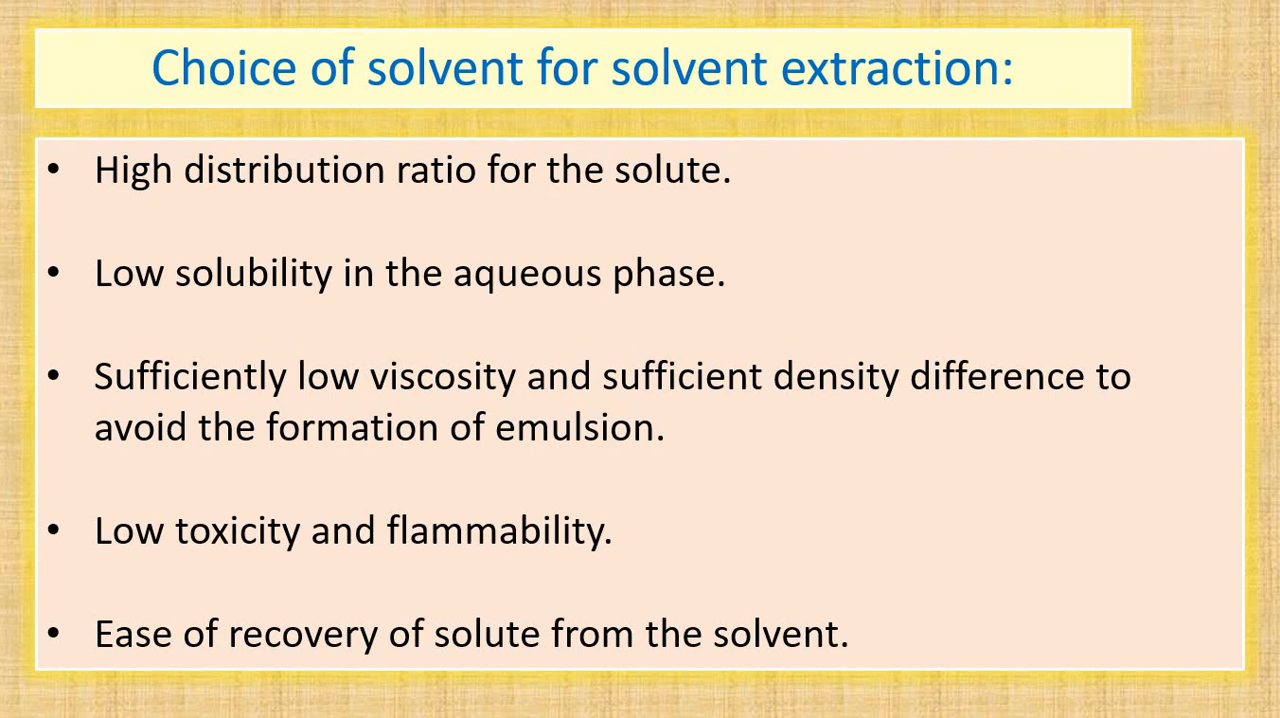 Choice of solvent for solvent extraction:
• High distribution ratio for the solute.
• Low solubility in the aqueous phase.
• Sufficiently low viscosity and sufficient density difference to
avoid the formation of emulsion.
• Low toxicity and flammability.
• Ease of recovery of solute from the solvent.